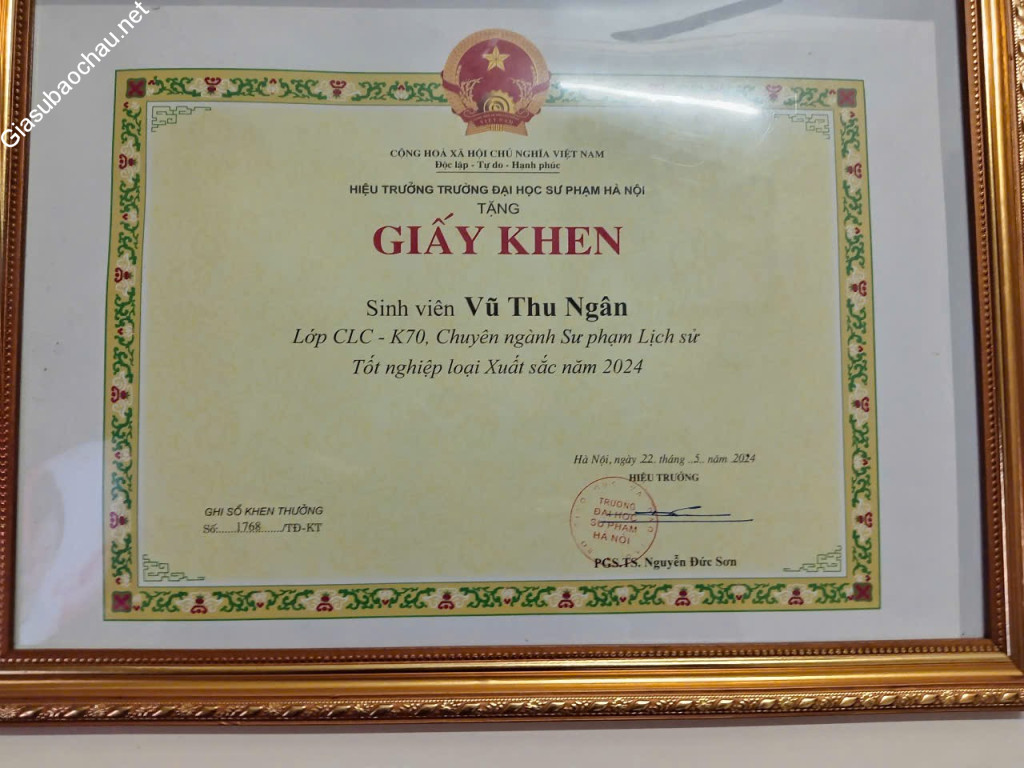 Giasubaochau.net
VIỆT NAM
CỘNG HOÀ XÃ HỘI CHỦ NGHĨA VIỆT NAM
Độc lập - Tự do - Hạnh phúc
HIỆU TRƯỞNG TRƯỜNG ĐẠI HỌC SƯ PHẠM HÀ NỘI
TẶNG
GIẤY KHEN
Sinh viên Vũ Thu Ngân
Lớp CLC - K70, Chuyên ngành Sư phạm Lịch sử
Tốt nghiệp loại Xuất sắc năm 2024
Hà Nội, ngày 22. tháng ..5.. năm 2024
HIỆU TRƯỞNG
GHI SỔ KHEN THƯỞNG
Số:......1768......./TĐ-KT
TRƯỜNG
ĐẠI HỌC
SƯ PHẠM
HÀ NỘI
PGS.TS. Nguyễn Đức Sơn